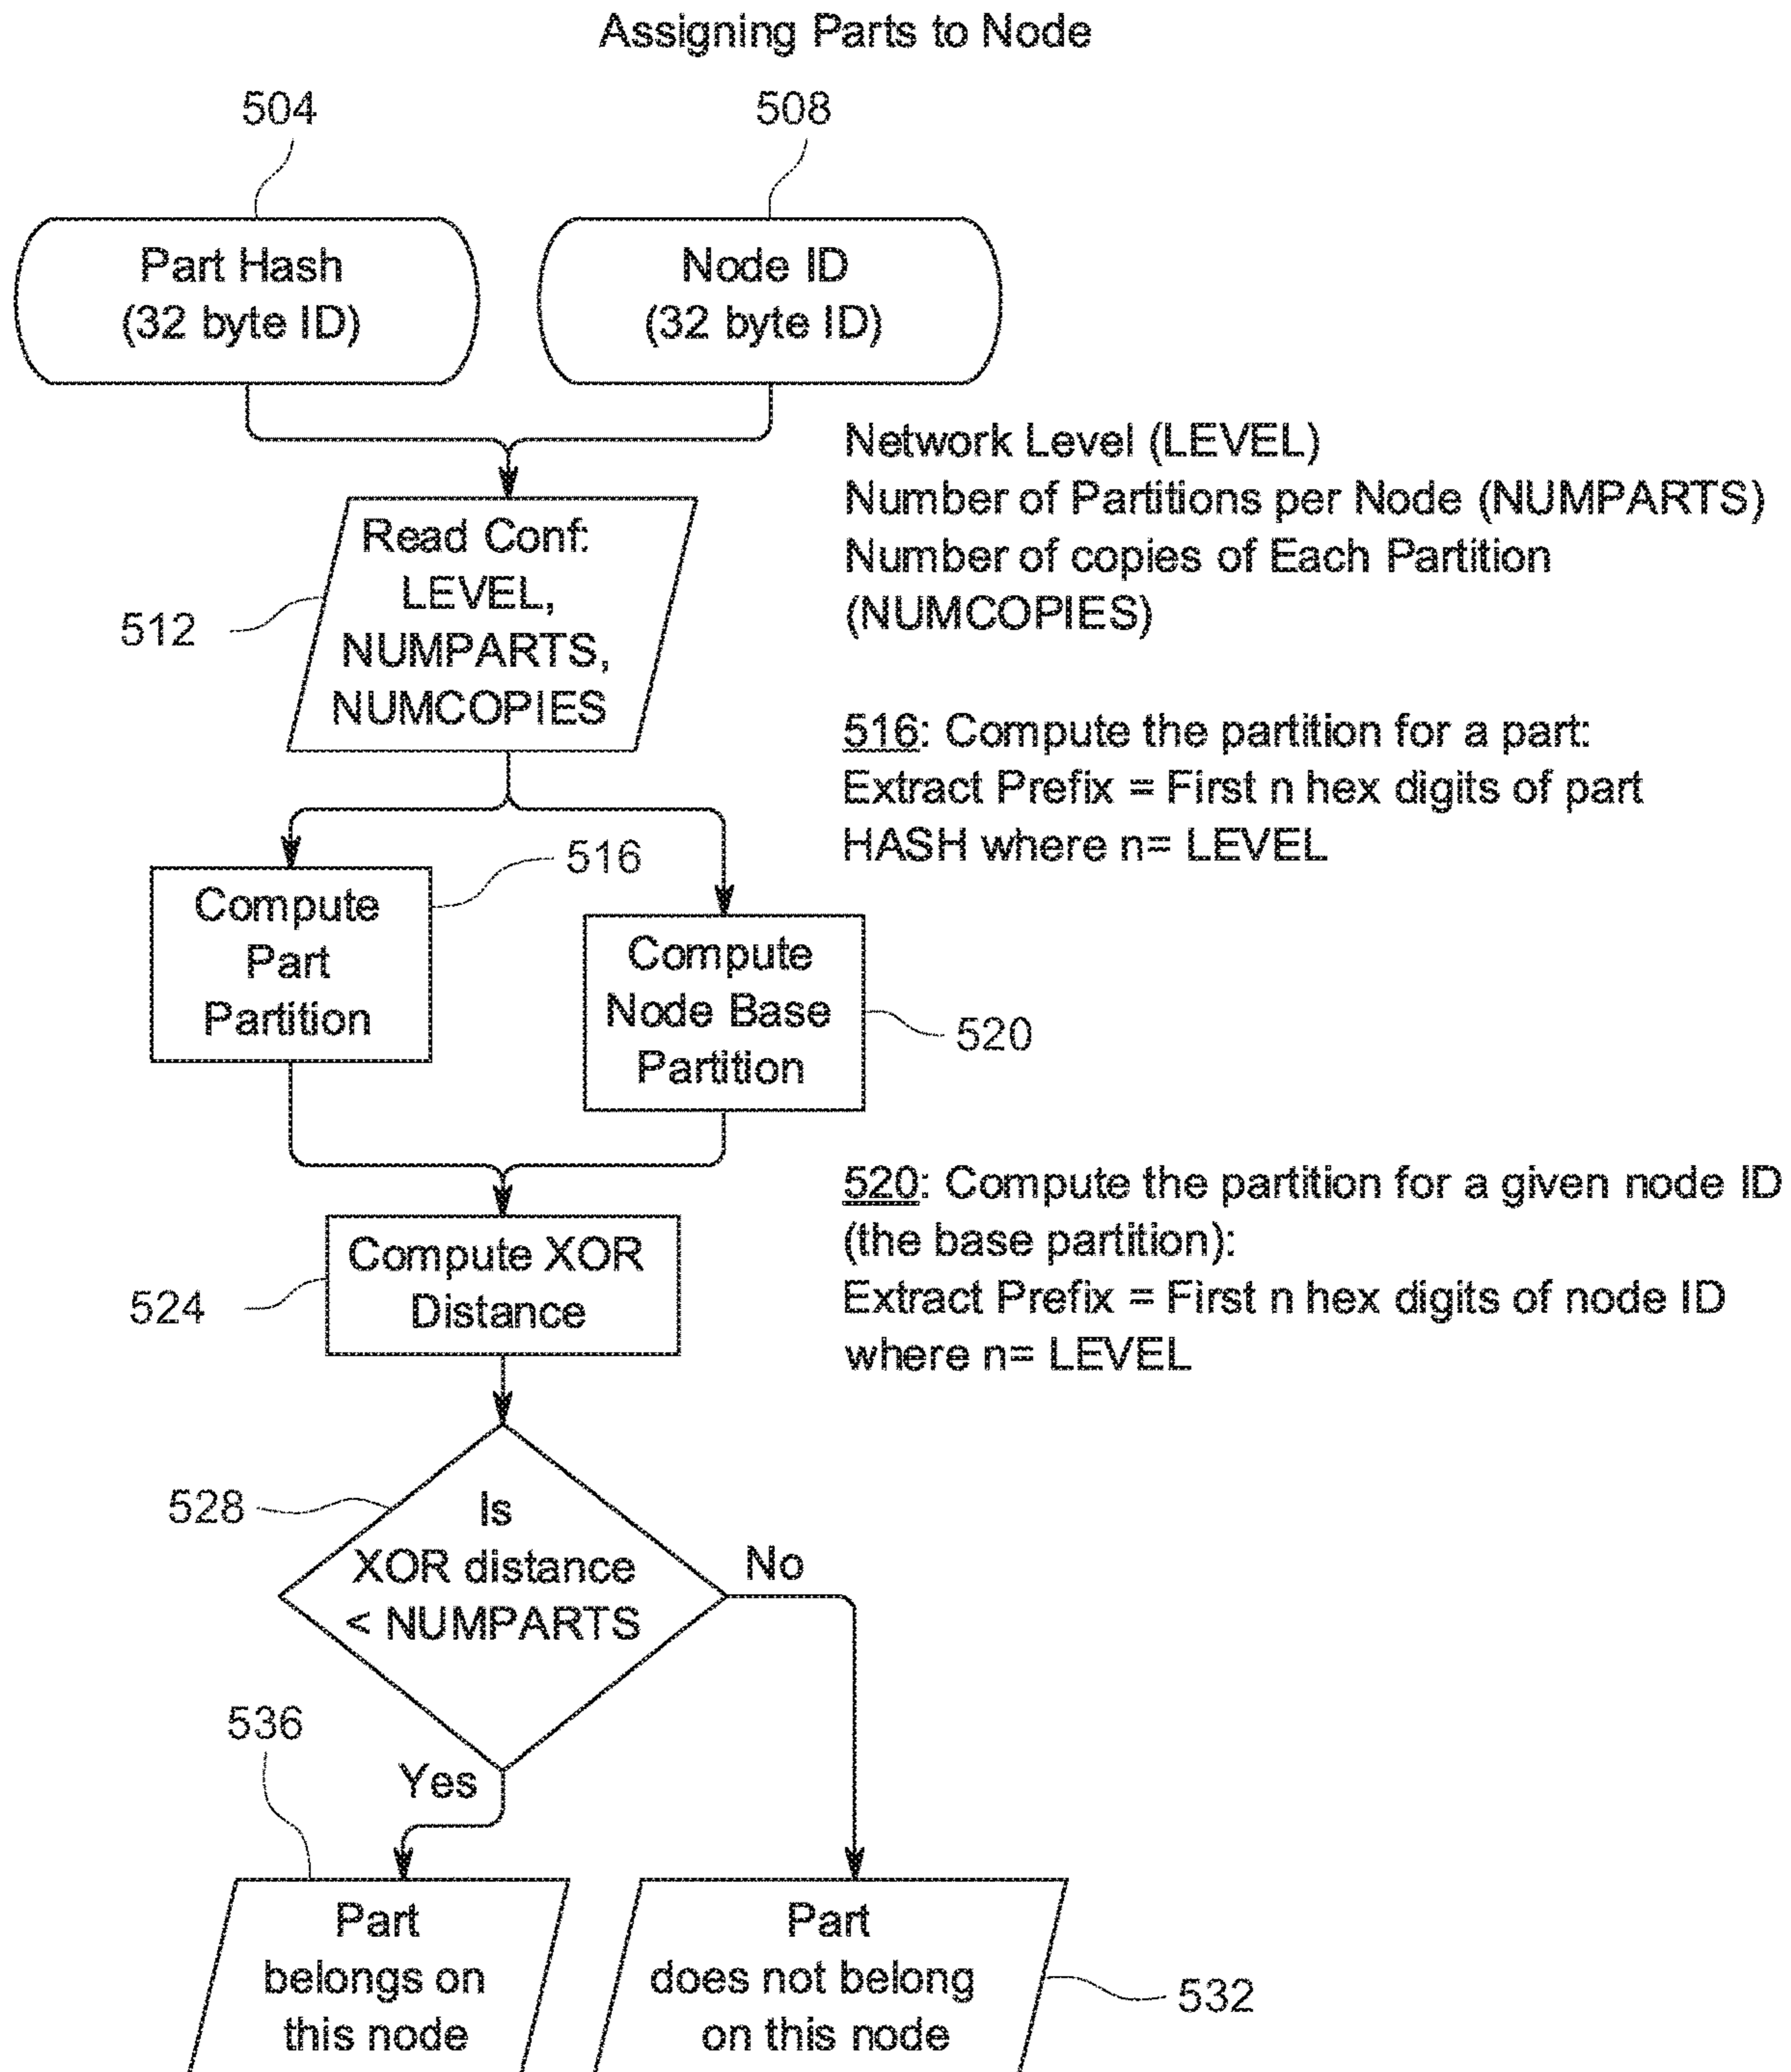 Assigning Parts to Node
504
508
Part Hash
(32 byte ID)
Node ID
(32 byte ID)
Network Level (LEVEL)
Number of Partitions per Node (NUMPARTS)
Number of copies of Each Partition
(NUMCOPIES)
Read Conf:
LEVEL,
NUMPARTS,
NUMCOPIES
512
516: Compute the partition for a part:
Extract Prefix = First n hex digits of part
HASH where n= LEVEL
516
Compute
Part
Partition
Compute
Node Base
Partition
520
520: Compute the partition for a given node ID
(the base partition):
Extract Prefix = First n hex digits of node ID
where n= LEVEL
Compute XOR
Distance
524
528
Is
XOR distance
< NUMPARTS
No
Yes
536
Part
belongs on
this node
Part
does not belong
on this node
532